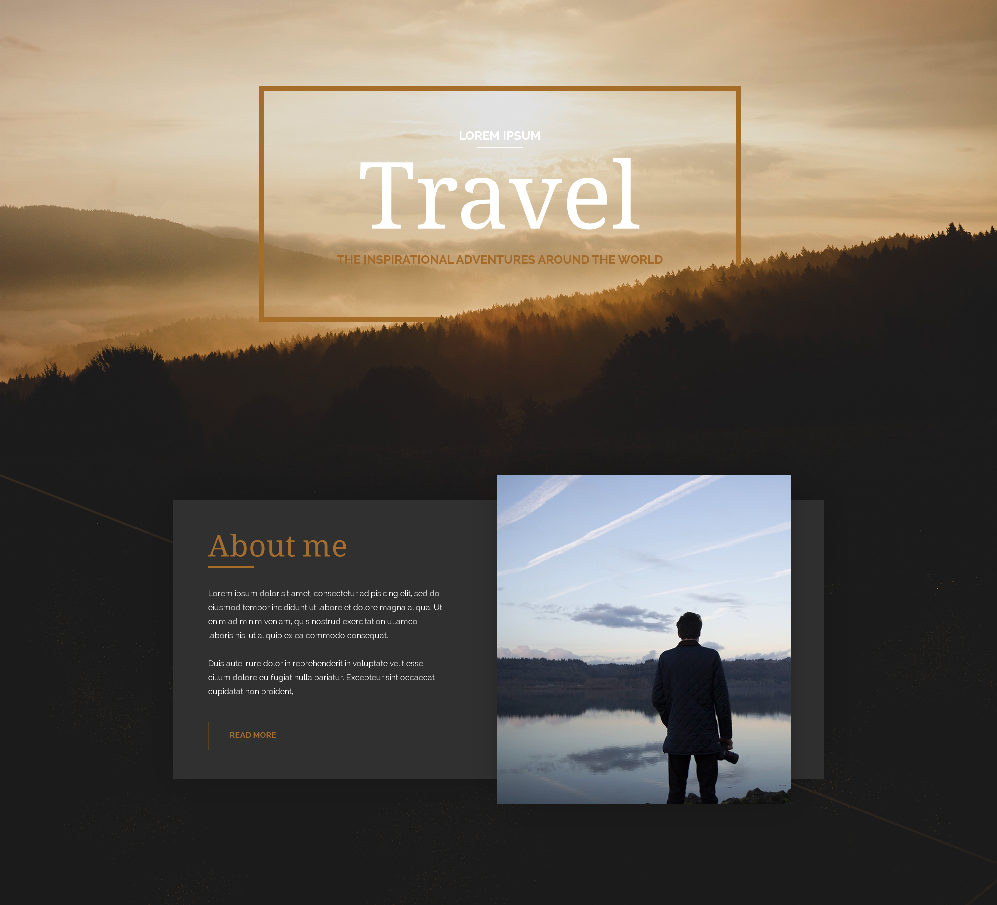 LOREM IPSUM
Travel
THE INSPIRATIONAL ADVENTURES AROUND THE WORLD
About me
Lorem ipsum dolor sit amet, consectetur adipiscing elit, sed do
eiusmod tempor incididunt ut labore et dolore magna aliqua. Ut
enim ad minim veniam, quis nostrud exercitation ullamco
laboris nisi ut aliquip ex ea commodo consequat.
Duis aute irure dolor in reprehenderit in voluptate velit esse
cillum dolore eu fugiat nulla pariatur. Excepteur sint occaecat
cupidatat non proident,
READ MORE